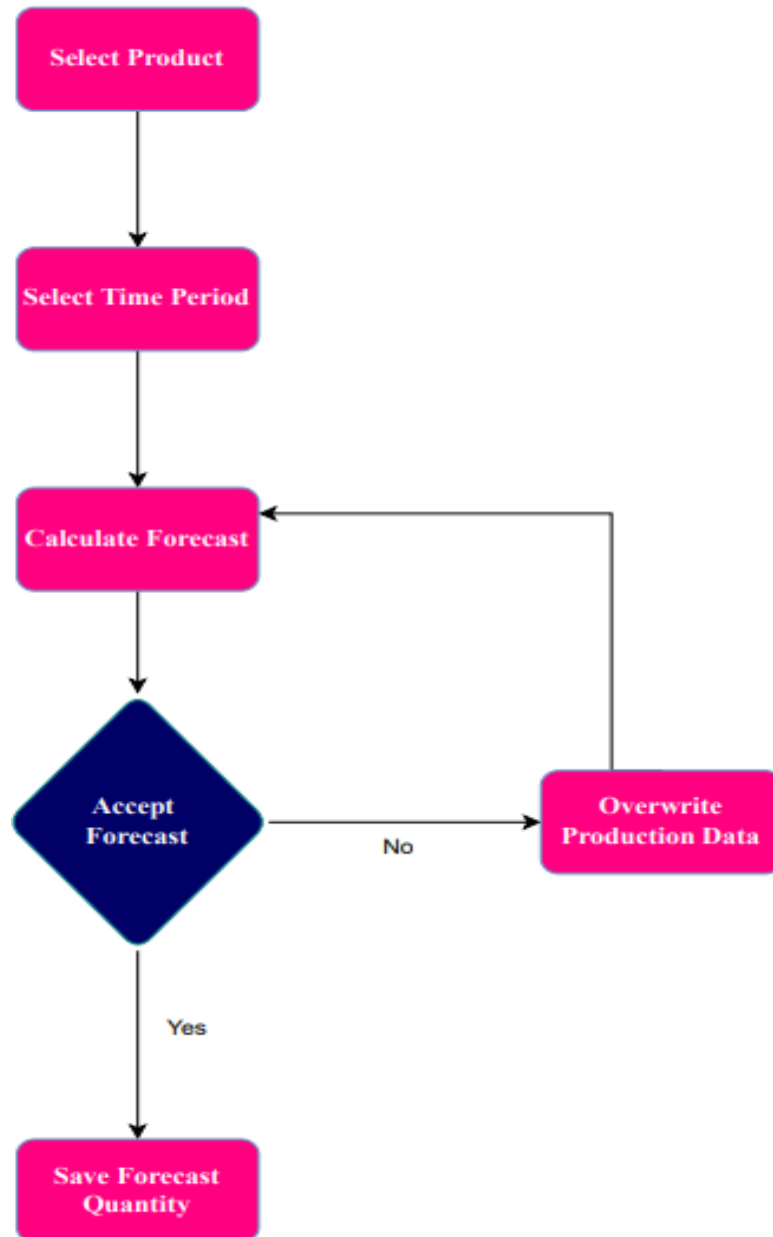 Select Product
Select Time Period
Calculate Forecast
Accept
Forecast
No
Overwrite
Production Data
Yes
Save Forecast
Quantity